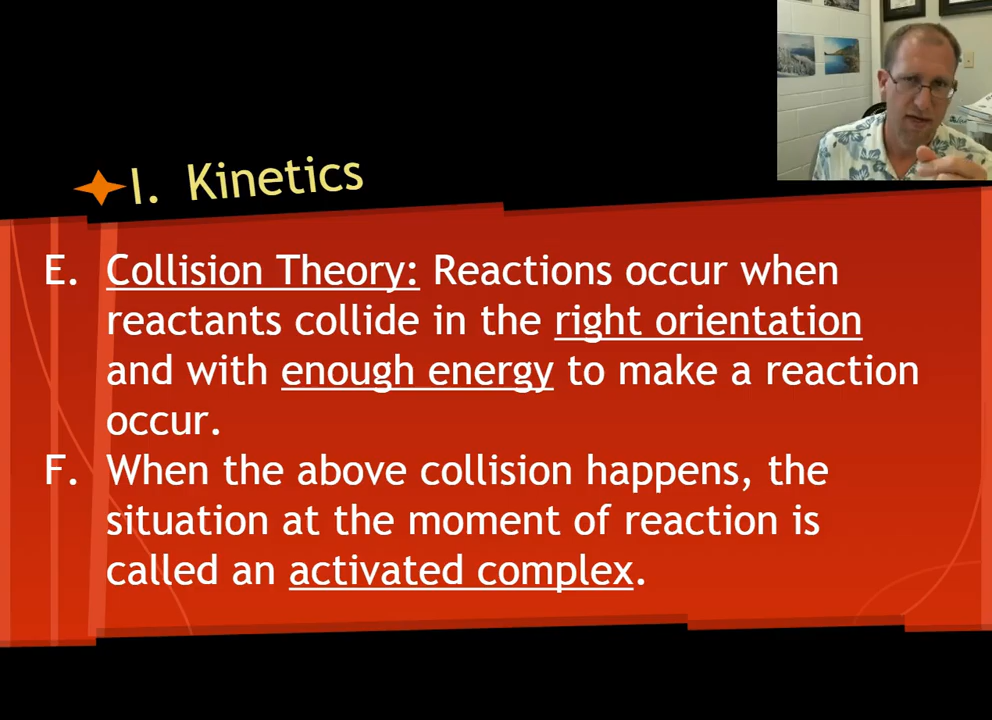 I. Kinetics
E. Collision Theory: Reactions occur when
reactants collide in the right orientation
and with enough energy to make a reaction
occur.
F. When the above collision happens, the
situation at the moment of reaction is
called an activated complex.